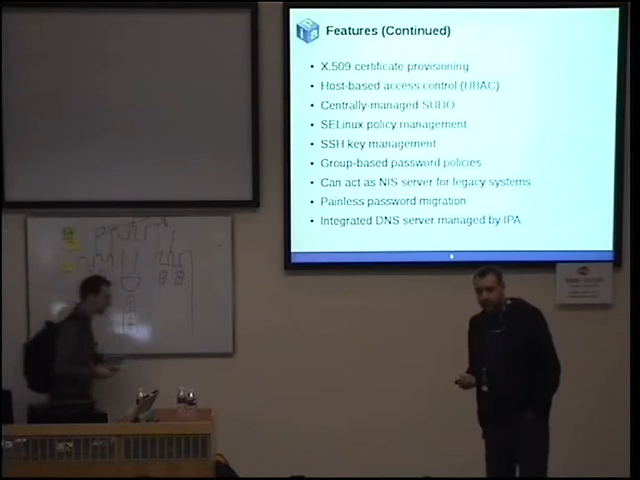 Features (Continued)
• X.509 certificate provisioning
• Host-based access control (HBAC)
• Centrally-managed SUDO
• SELinux policy management
• SSH key management
• Group-based password policies
• Can act as NIS server for legacy systems
• Painless password migration
• Integrated DNS server managed by IPA